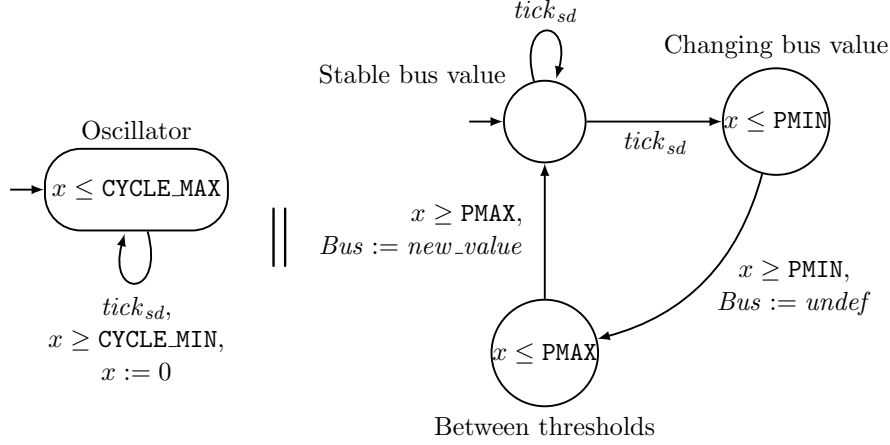 Oscillator
x ≤ CYCLE_MAX
tick_sd,
x ≥ CYCLE_MIN,
x := 0
||
tick_sd
Stable bus value
Changing bus value
tick_sd
x ≤ PMIN
x ≥ PMAX,
Bus := new_value
x ≥ PMIN,
Bus := undef
x ≤ PMAX
Between thresholds